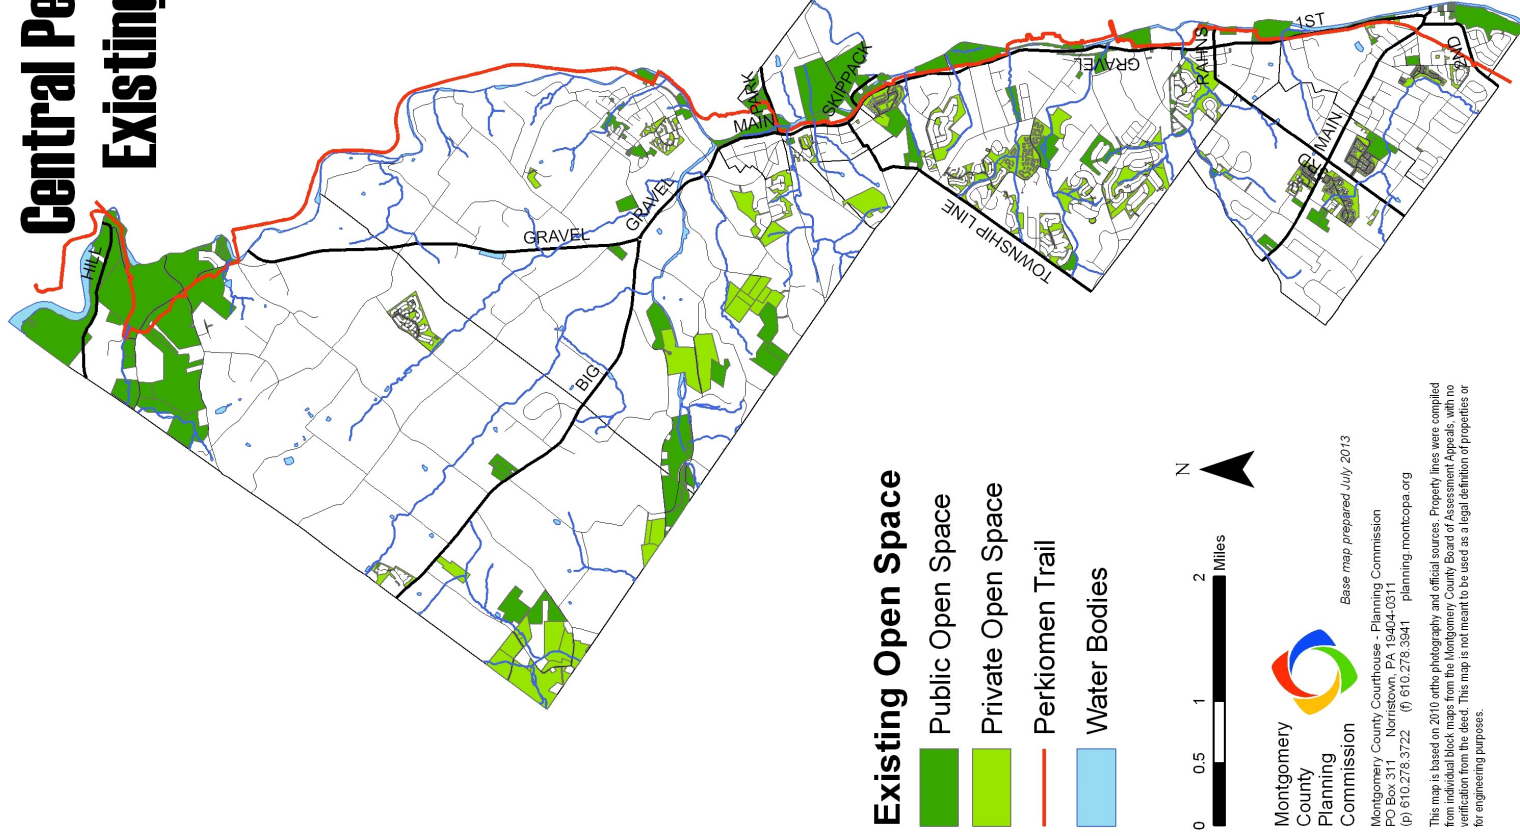 Central Pe
Existing
HILL
GRAVEL
GRAVEL
BIG
MAIN
PARK
SKIPPACK
GRAVEL
TOWNSHIP LINE
RAHNS
1ST
MAIN
Existing Open Space
Public Open Space
Private Open Space
Perkiomen Trail
Water Bodies
N
0 0.5 1 2
Miles
Montgomery
County
Planning
Commission
Base map prepared July 2013
Montgomery County Courthouse - Planning Commission
PO Box 311 Norristown, PA 19404-0311
(p) 610.278.3722 (f) 610.278.3941 planning.montcopa.org
This map is based on 2010 ortho photography and official sources. Property lines were compiled
from individual block maps from the Montgomery County Board of Assessment Appeals, with no
verification from the deed. This map is not meant to be used as a legal definition of properties or
for engineering purposes.